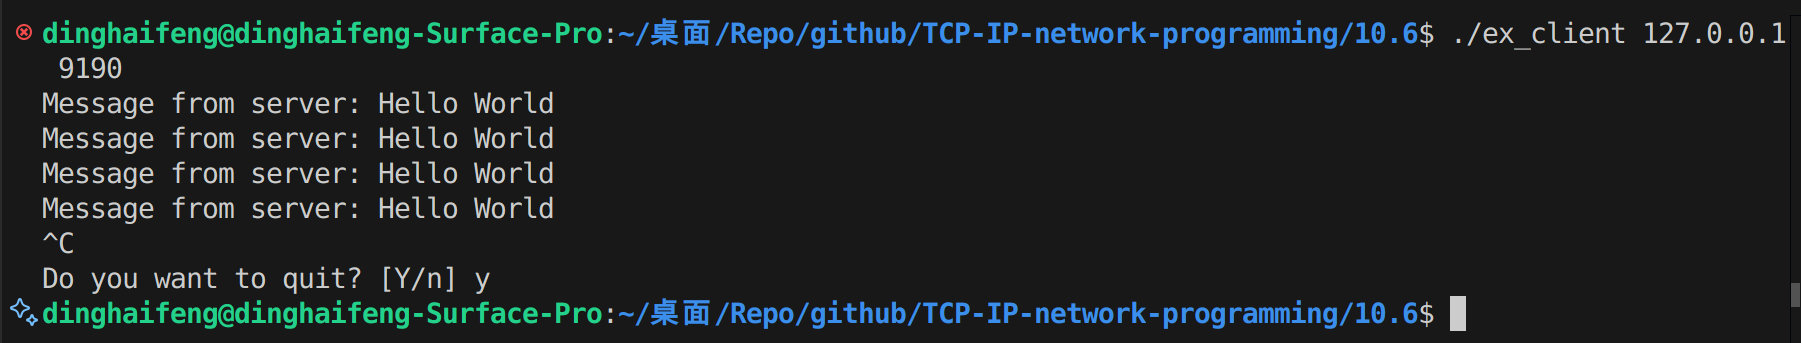 dinghaifeng@dinghaifeng-Surface-Pro:~/桌面/Repo/github/TCP-IP-network-programming/10.6$ ./ex_client 127.0.0.1
 9190
Message from server: Hello World
Message from server: Hello World
Message from server: Hello World
Message from server: Hello World
^C
Do you want to quit? [Y/n] y
dinghaifeng@dinghaifeng-Surface-Pro:~/桌面/Repo/github/TCP-IP-network-programming/10.6$